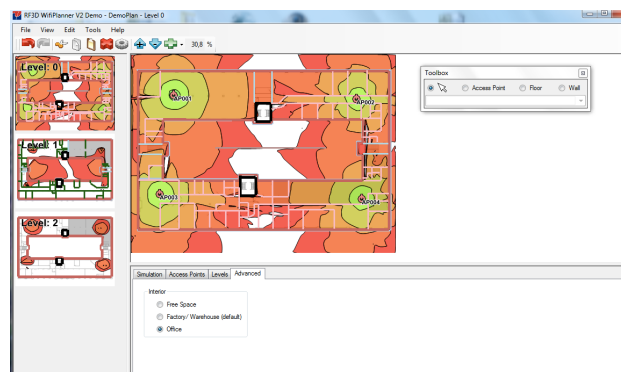 RF3D WifiPlanner V2 Demo - DemoPlan - Level 0
File View Edit Tools Help
30,8 %
Level: 0
Level: 1
Level: 2
AP001
AP002
AP003
AP004
Toolbox
Access Point Floor Wall
Simulation Access Points Levels Advanced
Interior
Free Space
Factory/ Warehouse (default)
Office